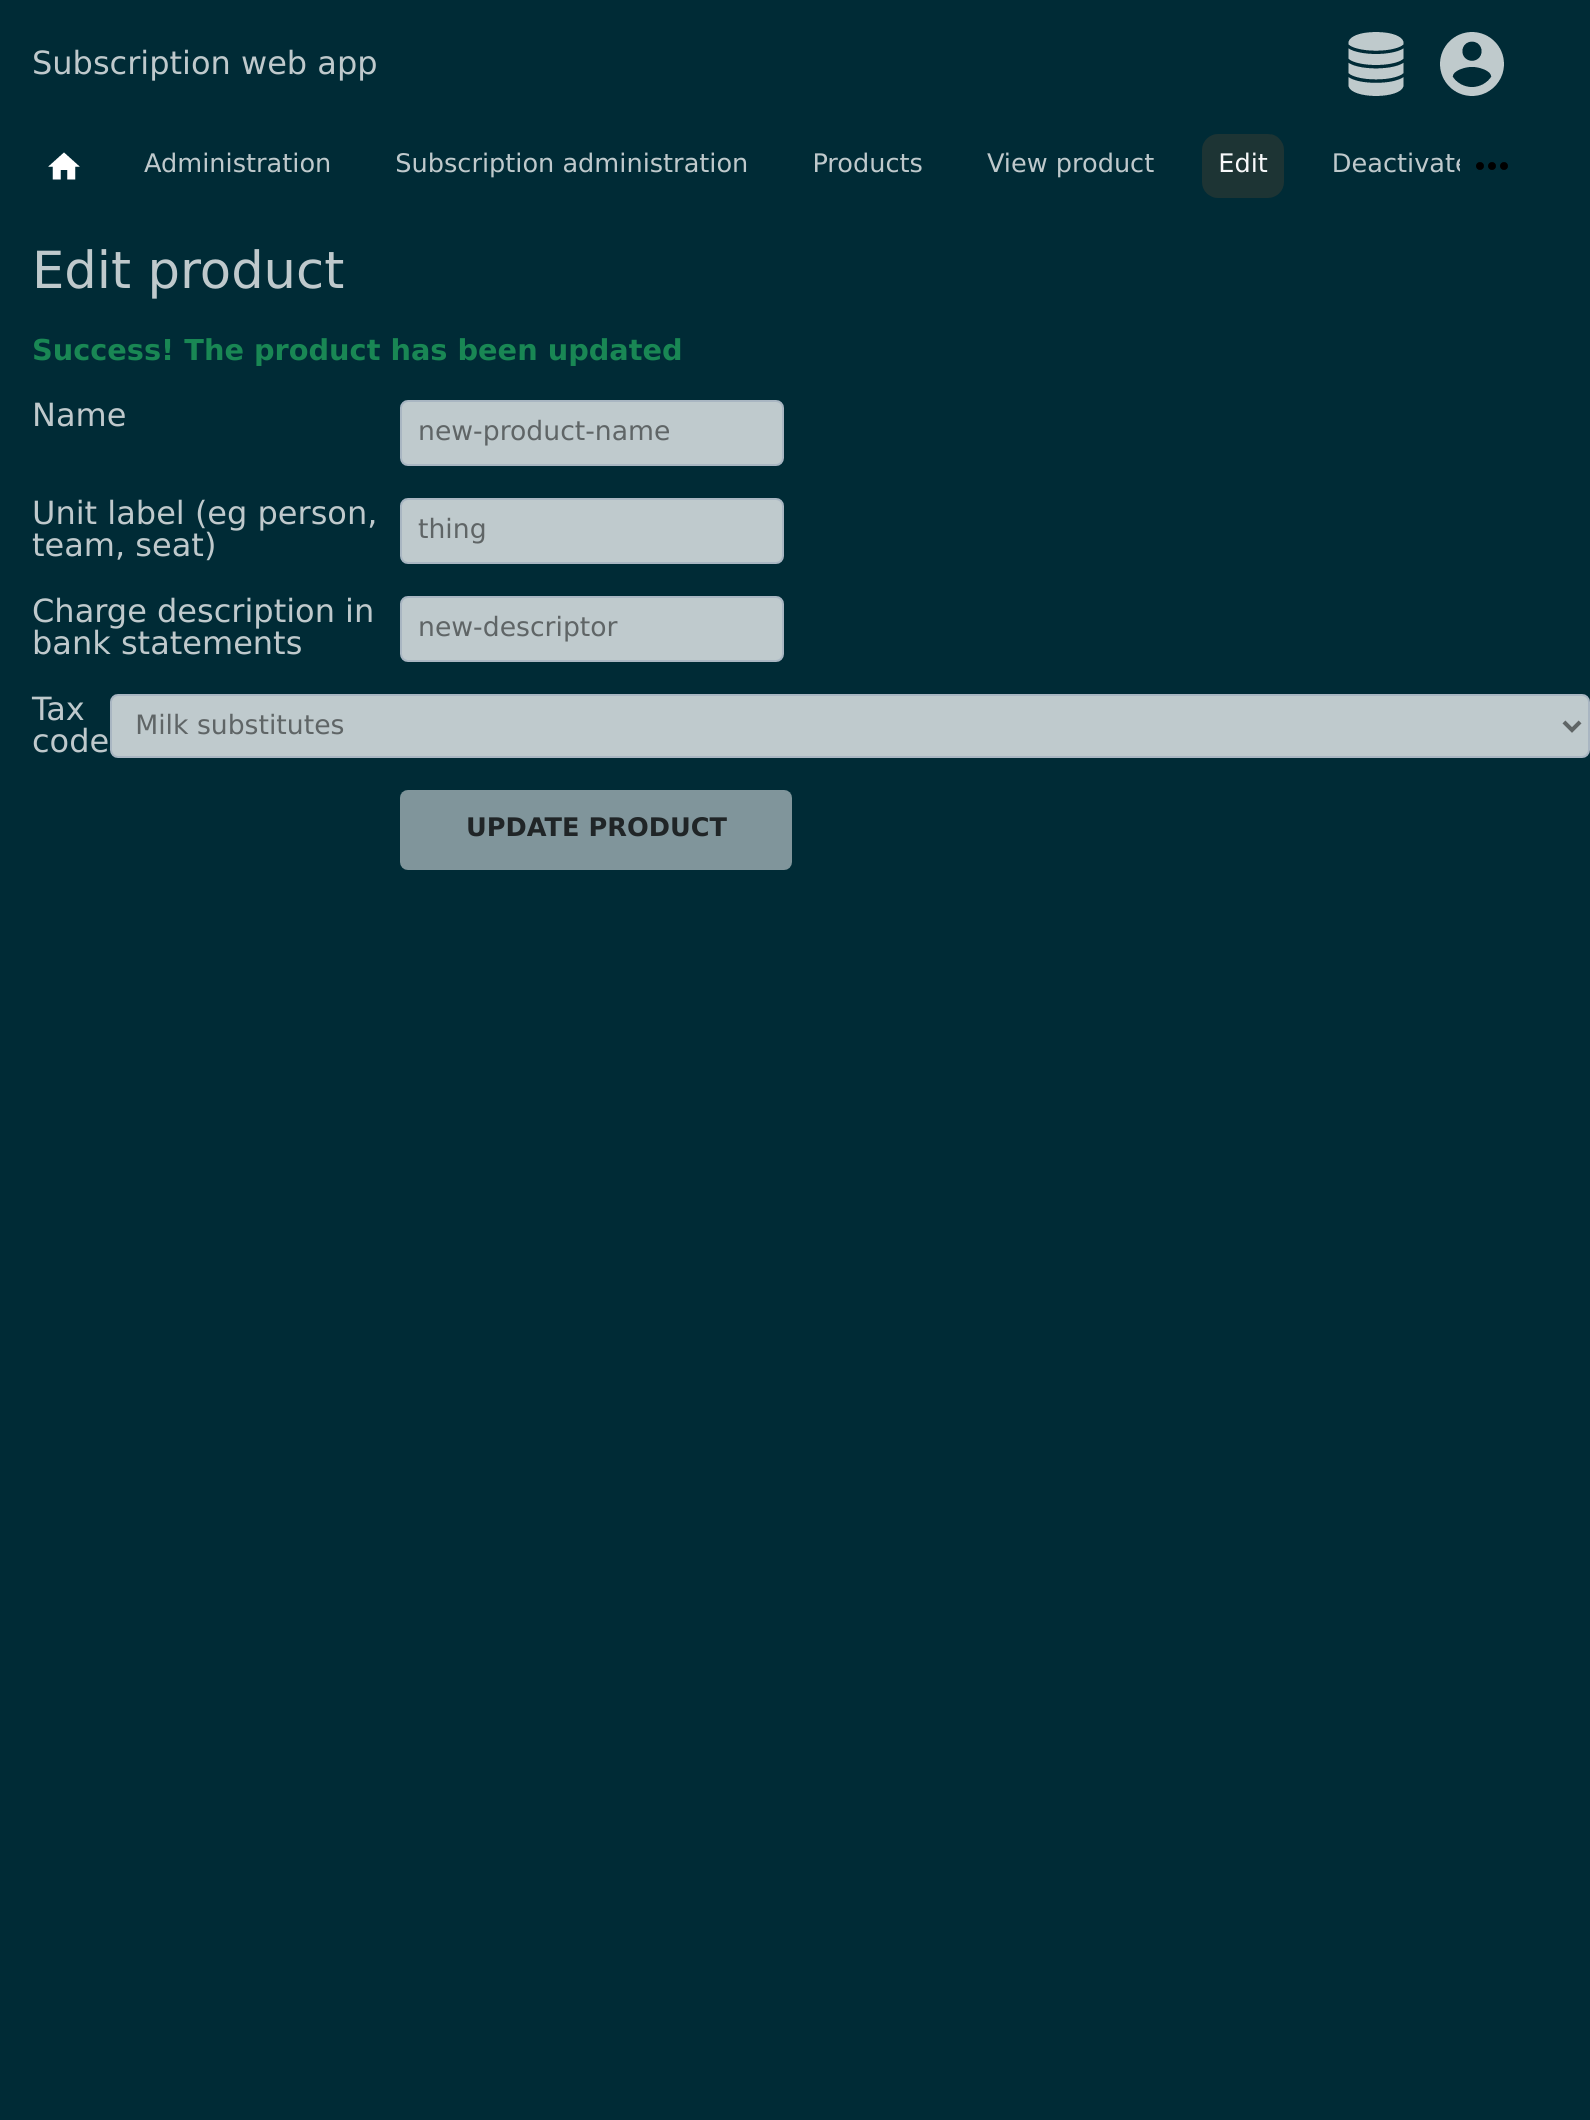 Subscription web app
Administration Subscription administration Products View product Edit Deactivate
Edit product
Success! The product has been updated
Name
new-product-name
Unit label (eg person,
team, seat)
thing
Charge description in
bank statements
new-descriptor
Tax
code
Milk substitutes
UPDATE PRODUCT